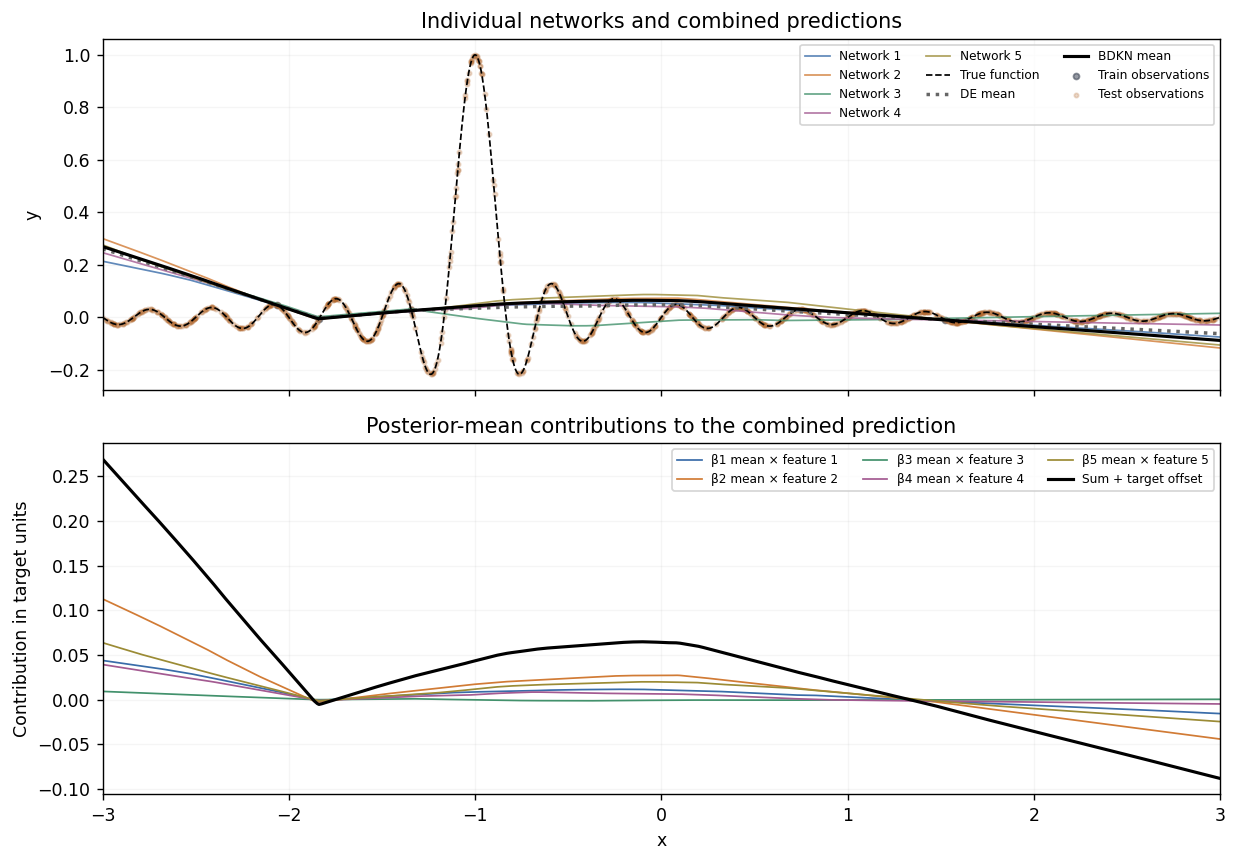 Individual networks and combined predictions
1.0
0.8
0.6
0.4
0.2
0.0
−0.2
y
Network 1
Network 2
Network 3
Network 4
Network 5
True function
DE mean
BDKN mean
Train observations
Test observations
Posterior-mean contributions to the combined prediction
0.25
0.20
0.15
0.10
0.05
0.00
−0.05
−0.10
Contribution in target units
β1 mean × feature 1
β2 mean × feature 2
β3 mean × feature 3
β4 mean × feature 4
β5 mean × feature 5
Sum + target offset
−3 −2 −1 0 1 2 3
x